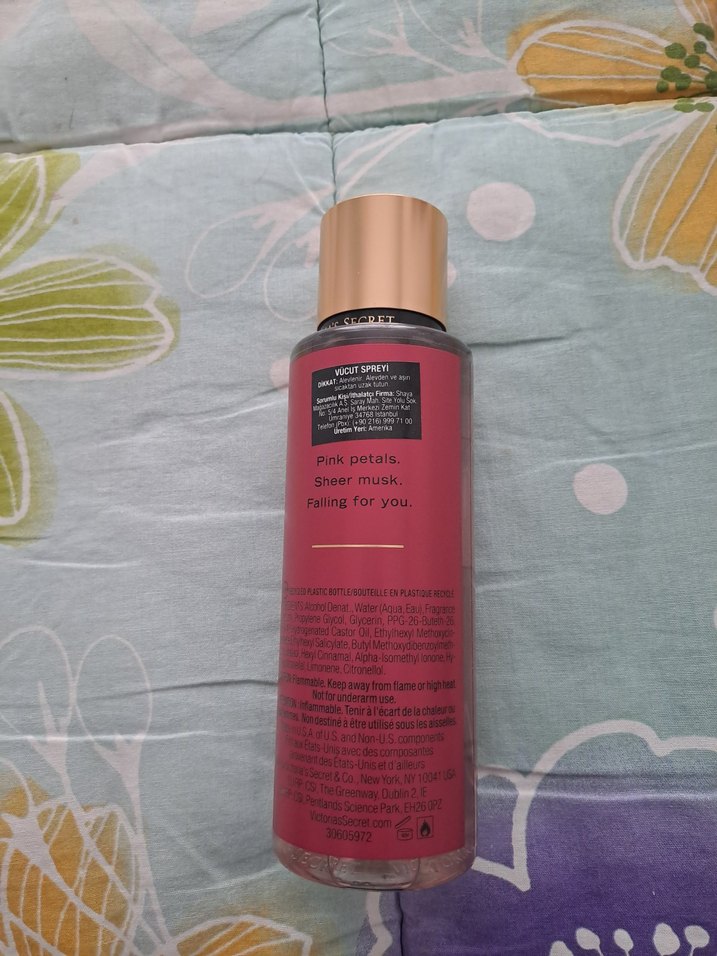 SECRET
VÜCUT SPREYİ
DİKKAT: Alevlenir. Alevden ve aşırı
sıcaktan uzak tutun
Sorumlu Kişi/İthalatçı Firma: Shaya
Mağazacılık A.Ş. Saray Mah. Site Yolu Sok.
No: 5/4 Anel İş Merkezi Zemin Kat
Ümraniye 34768 İstanbul
Telefon (Pbx): (+90 216) 999 71 00
Üretim Yeri: Amerika
Pink petals.
Sheer musk.
Falling for you.
PLASTIC BOTTLE/BOUTEILLE EN PLASTIQUE RECYCLÉ
Alcohol Denat., Water (Aqua, Eau), Fragrance
Propylene Glycol, Glycerin, PPG-26-Buteth-26,
Hydrogenated Castor Oil, Ethylhexyl Methoxycin-
Salicylate, Butyl Methoxydibenzoylmeth-
Hexyl Cinnamal, Alpha-Isomethyl Ionone, Hy-
Limonene, Citronellol.
Flammable. Keep away from flame or high heat.
Not for underarm use.
Inflammable. Tenir à l'écart de la chaleur ou
Non destiné à être utilisé sous les aisselles.
U.S.A. of U.S. and Non-U.S. components
aux États-Unis avec des composantes
des États-Unis et d'ailleurs
Secret & Co., New York, NY 10041 USA
CSI, The Greenway, Dublin 2, IE
CSI, Pentlands Science Park, EH26 0PZ
VictoriasSecret.com
30605972